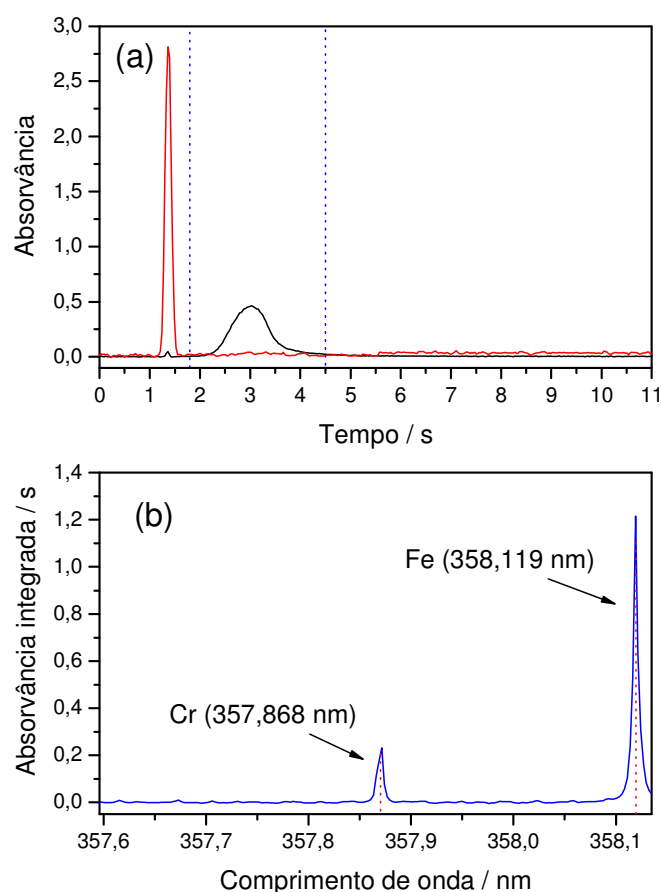 (a)
Absorvância
3,0
2,5
2,0
1,5
1,0
0,5
0,0
0 1 2 3 4 5 6 7 8 9 10 11
Tempo / s
(b)
Absorvância integrada / s
1,4
1,2
1,0
0,8
0,6
0,4
0,2
0,0
Fe (358,119 nm)
Cr (357,868 nm)
357,6 357,7 357,8 357,9 358,0 358,1
Comprimento de onda / nm